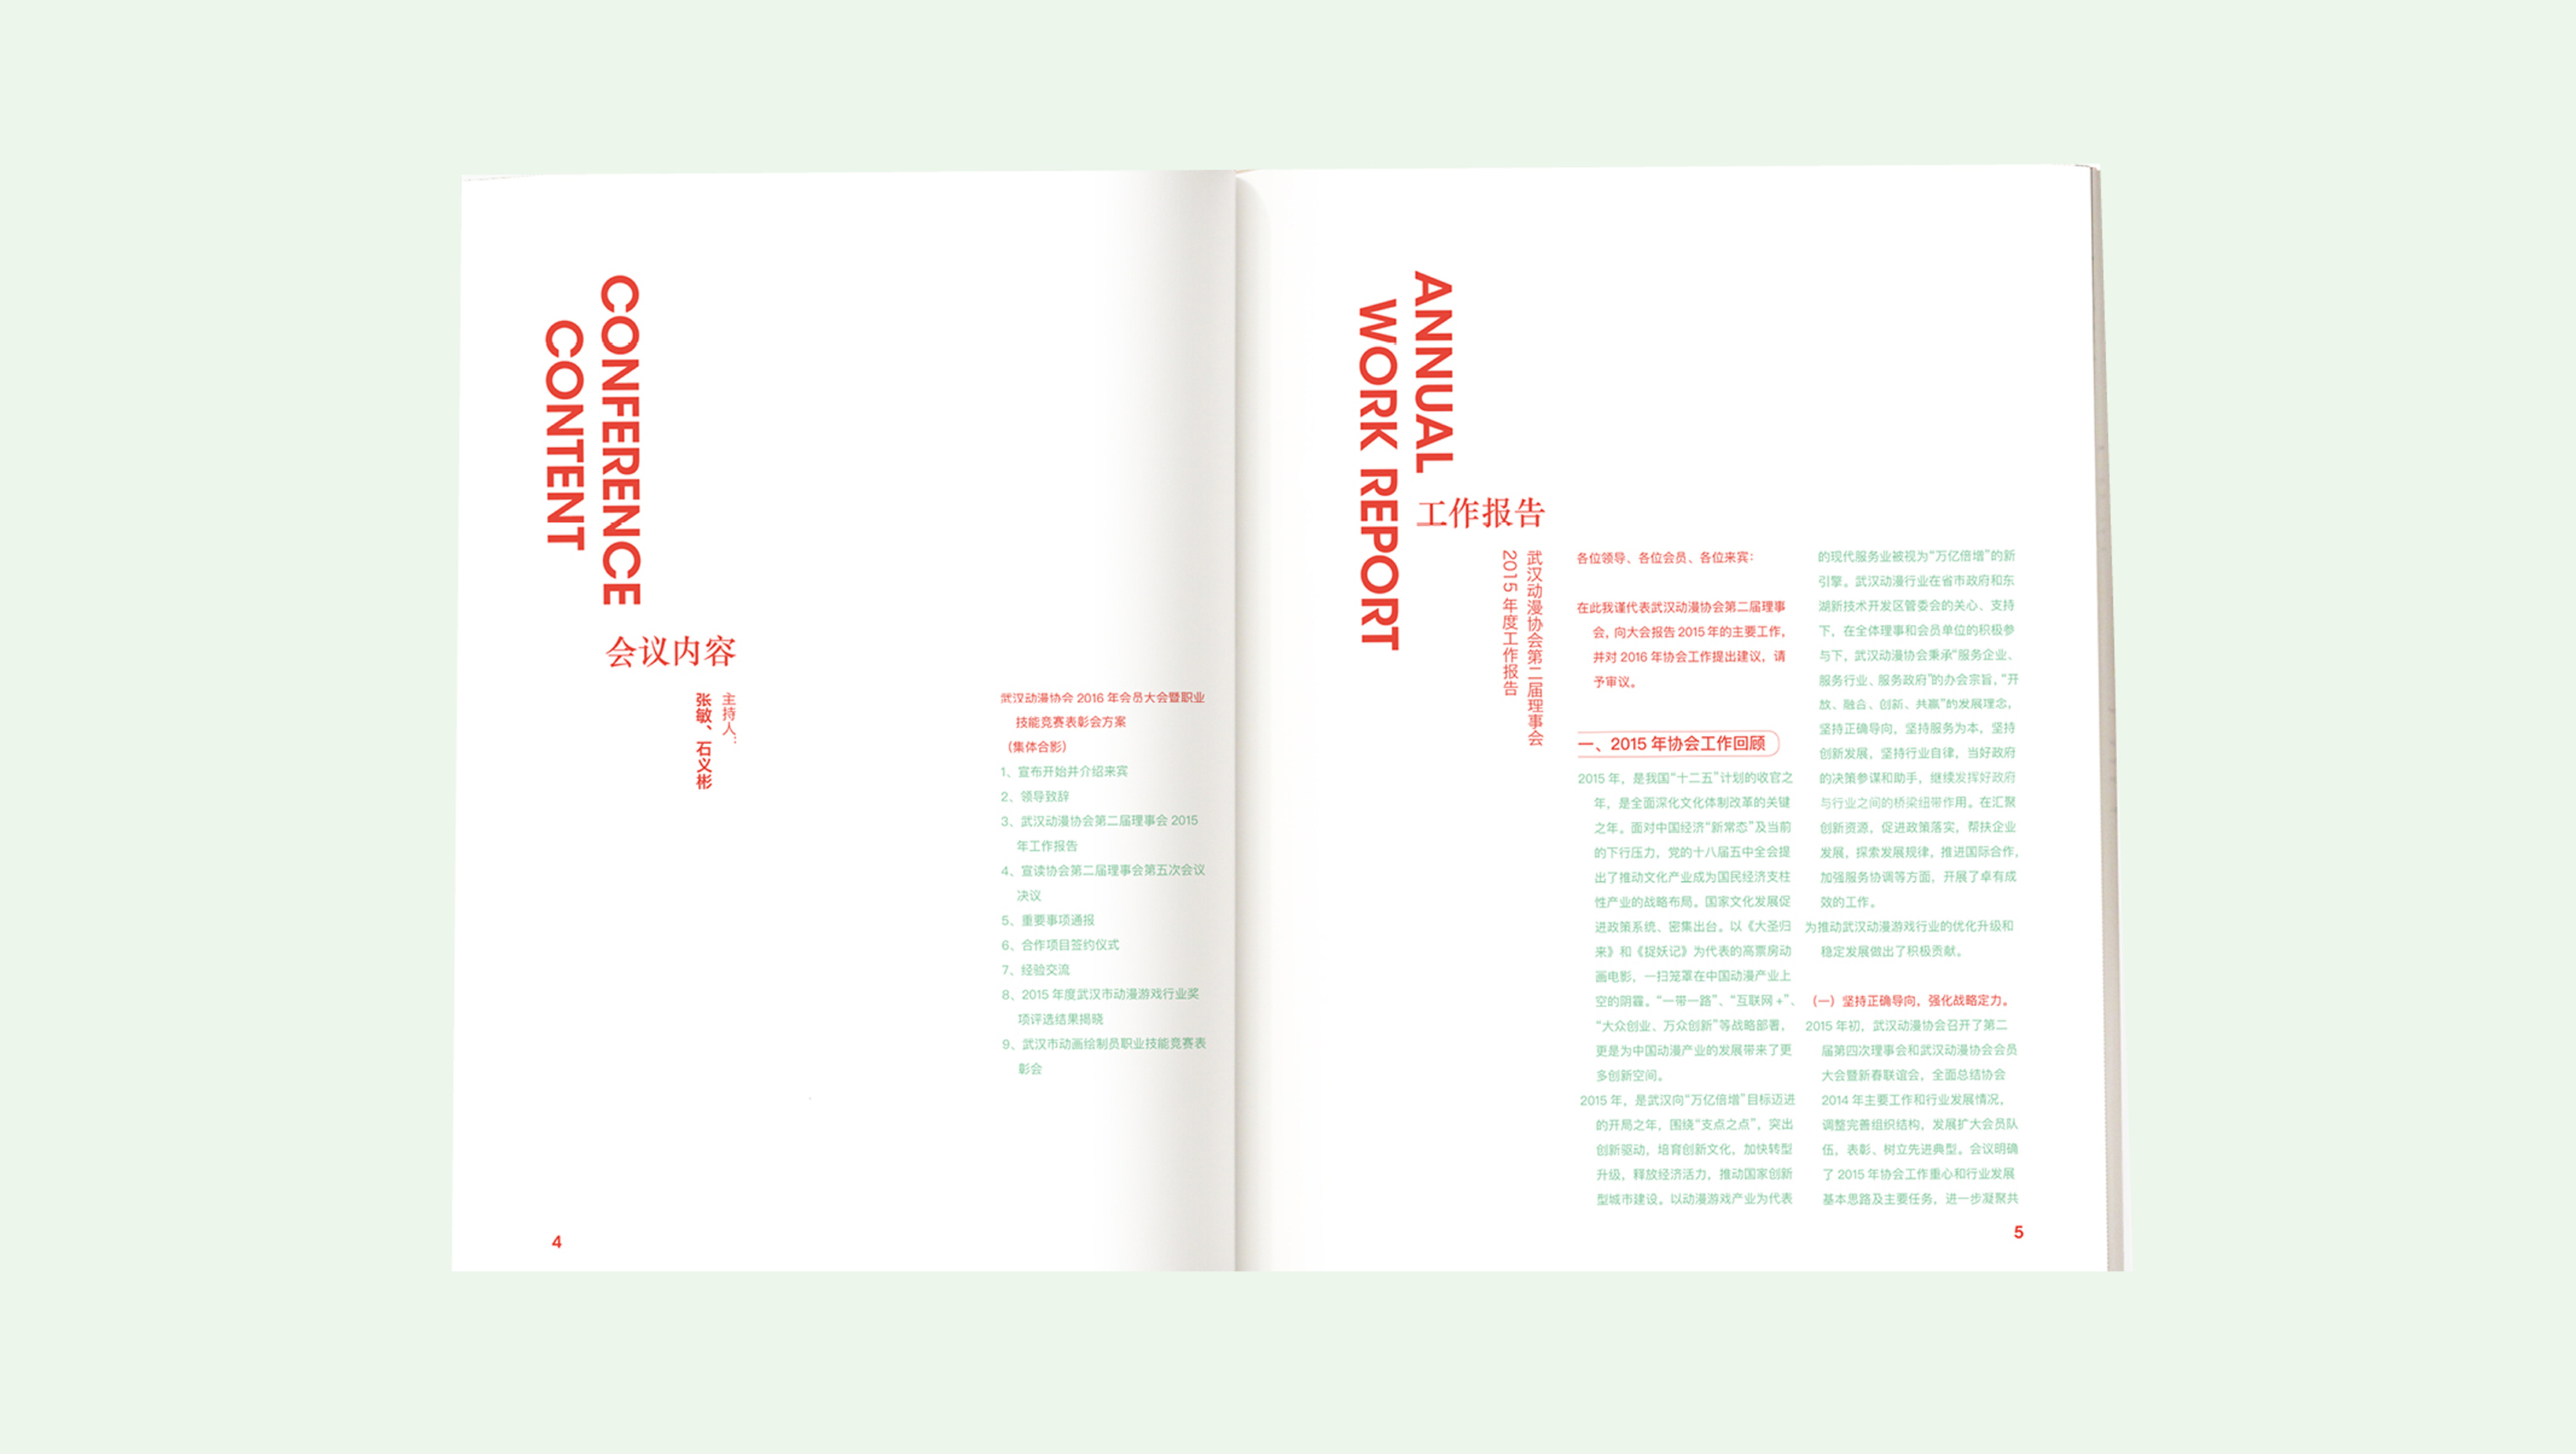 CONFERENCE
CONTENT
会议内容
主持人：
张敏、石义彬
武汉动漫协会 2016 年会员大会暨职业
技能竞赛表彰会方案
（集体合影）
1、宣布开始并介绍来宾
2、领导致辞
3、武汉动漫协会第二届理事会 2015
年工作报告
4、宣读协会第二届理事会第五次会议
决议
5、重要事项通报
6、合作项目签约仪式
7、经验交流
8、2015 年度武汉市动漫游戏行业奖
项评选结果揭晓
9、武汉市动画绘制员职业技能竞赛表
彰会
4
ANNUAL
WORK REPORT
工作报告
武汉动漫协会第二届理事会
2015 年度工作报告
各位领导、各位会员、各位来宾：
在此我谨代表武汉动漫协会第二届理事
会，向大会报告 2015 年的主要工作，
并对 2016 年协会工作提出建议，请
予审议。
一、2015 年协会工作回顾
2015 年，是我国“十二五”计划的收官之
年，是全面深化文化体制改革的关键
之年。面对中国经济“新常态”及当前
的下行压力，党的十八届五中全会提
出了推动文化产业成为国民经济支柱
性产业的战略布局。国家文化发展促
进政策系统、密集出台。以《大圣归
来》和《捉妖记》为代表的高票房动
画电影，一扫笼罩在中国动漫产业上
空的阴霾。“一带一路”、“互联网 +”、
“大众创业、万众创新”等战略部署，
更是为中国动漫产业的发展带来了更
多创新空间。
2015 年，是武汉向“万亿倍增”目标迈进
的开局之年，围绕“支点之点”，突出
创新驱动，培育创新文化，加快转型
升级，释放经济活力，推动国家创新
型城市建设。以动漫游戏产业为代表
的现代服务业被视为“万亿倍增”的新
引擎。武汉动漫行业在省市政府和东
湖新技术开发区管委会的关心、支持
下，在全体理事和会员单位的积极参
与下，武汉动漫协会秉承“服务企业、
服务行业、服务政府”的办会宗旨，“开
放、融合、创新、共赢”的发展理念，
坚持正确导向，坚持服务为本，坚持
创新发展，坚持行业自律，当好政府
的决策参谋和助手，继续发挥好政府
与行业之间的桥梁纽带作用。在汇聚
创新资源，促进政策落实，帮扶企业
发展，探索发展规律，推进国际合作，
加强服务协调等方面，开展了卓有成
效的工作。
为推动武汉动漫游戏行业的优化升级和
稳定发展做出了积极贡献。
（一）坚持正确导向，强化战略定力。
2015 年初，武汉动漫协会召开了第二
届第四次理事会和武汉动漫协会会员
大会暨新春联谊会，全面总结协会
2014 年主要工作和行业发展情况，
调整完善组织结构，发展扩大会员队
伍，表彰、树立先进典型。会议明确
了 2015 年协会工作重心和行业发展
基本思路及主要任务，进一步凝聚共
5